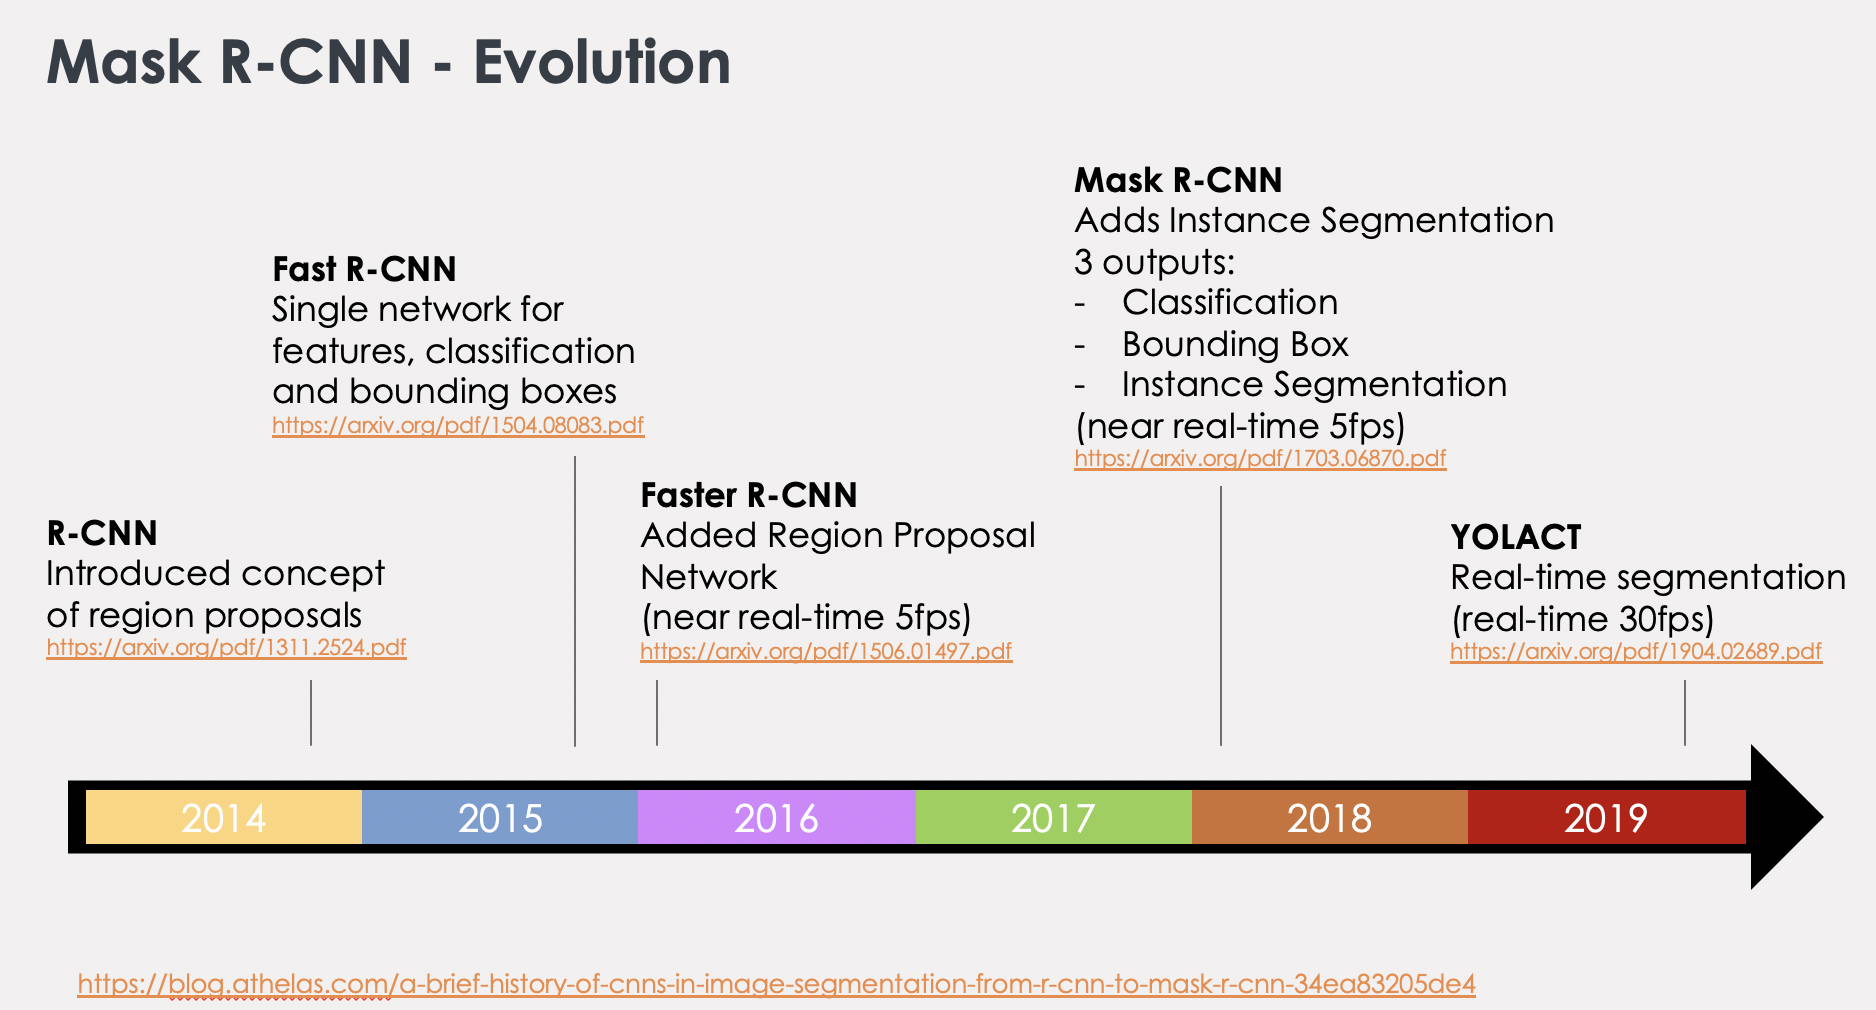 Mask R-CNN - Evolution
Mask R-CNN
Adds Instance Segmentation
3 outputs:
- Classification
- Bounding Box
- Instance Segmentation
(near real-time 5fps)
https://arxiv.org/pdf/1703.06870.pdf
Fast R-CNN
Single network for
features, classification
and bounding boxes
https://arxiv.org/pdf/1504.08083.pdf
Faster R-CNN
Added Region Proposal
Network
(near real-time 5fps)
https://arxiv.org/pdf/1506.01497.pdf
R-CNN
Introduced concept
of region proposals
https://arxiv.org/pdf/1311.2524.pdf
YOLACT
Real-time segmentation
(real-time 30fps)
https://arxiv.org/pdf/1904.02689.pdf
2014 2015 2016 2017 2018 2019
https://blog.athelas.com/a-brief-history-of-cnns-in-image-segmentation-from-r-cnn-to-mask-r-cnn-34ea83205de4